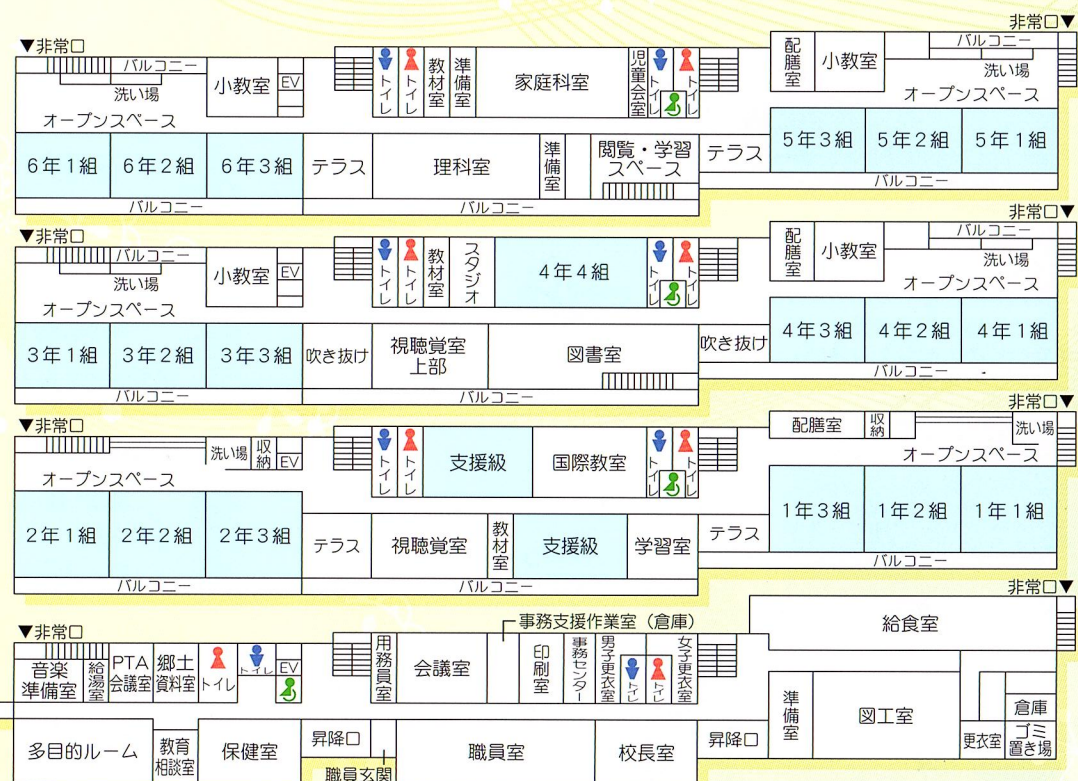 非常口▼
▼非常口
バルコニー
洗い場
小教室
EV
トイレ
トイレ
教材室
準備室
家庭科室
児童会室
トイレ
トイレ
配膳室
小教室
バルコニー
洗い場
オープンスペース
オープンスペース
6年1組
6年2組
6年3組
テラス
理科室
準備室
閲覧・学習
スペース
テラス
5年3組
5年2組
5年1組
バルコニー
バルコニー
バルコニー
非常口▼
▼非常口
バルコニー
洗い場
小教室
EV
トイレ
トイレ
教材室
スタジオ
4年4組
トイレ
トイレ
配膳室
小教室
バルコニー
洗い場
オープンスペース
オープンスペース
3年1組
3年2組
3年3組
吹き抜け
視聴覚室
上部
図書室
吹き抜け
4年3組
4年2組
4年1組
バルコニー
バルコニー
バルコニー
非常口▼
▼非常口
洗い場
収納
EV
トイレ
トイレ
支援級
国際教室
トイレ
トイレ
配膳室
収納
洗い場
オープンスペース
オープンスペース
2年1組
2年2組
2年3組
テラス
視聴覚室
教材室
支援級
学習室
テラス
1年3組
1年2組
1年1組
バルコニー
バルコニー
バルコニー
非常口▼
▼非常口
事務支援作業室(倉庫)
音楽
準備室
給湯室
PTA
会議室
郷土
資料室
トイレ
トイレ
EV
用務員室
会議室
印刷室
事務センター
男子更衣室
トイレ
トイレ
女子更衣室
給食室
多目的ルーム
教育
相談室
保健室
昇降口
職員玄関
職員室
校長室
昇降口
準備室
図工室
更衣室
倉庫
ゴミ
置き場